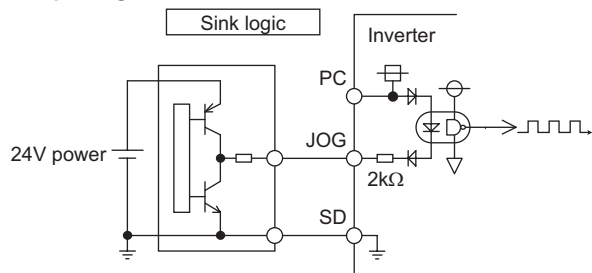 Sink logic
Inverter
PC
24V power
JOG
2kΩ
SD